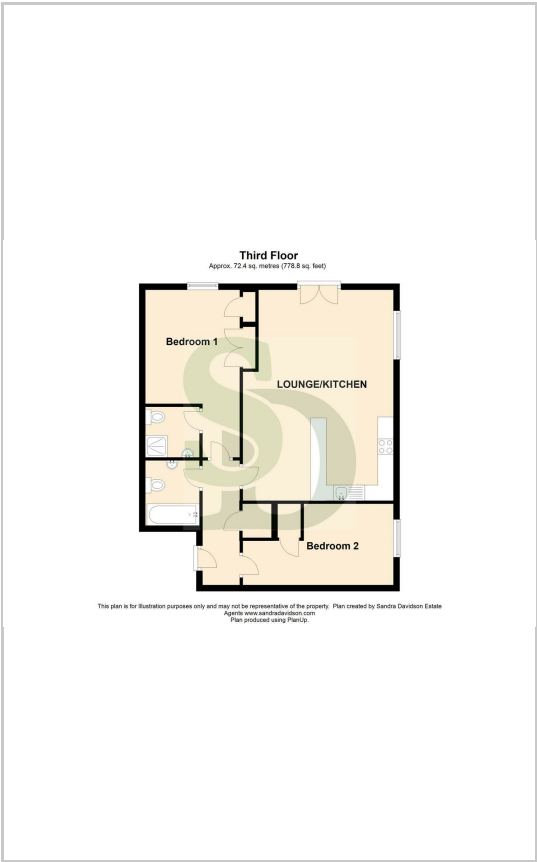 Third Floor
Approx. 72.4 sq. metres (778.8 sq. feet)
Bedroom 1
LOUNGE/KITCHEN
Bedroom 2
This plan is for Illustration purposes only and may not be representative of the property. Plan created by Sandra Davidson Estate
Agents www.sandradavidson.com
Plan produced using PlanUp.
SD